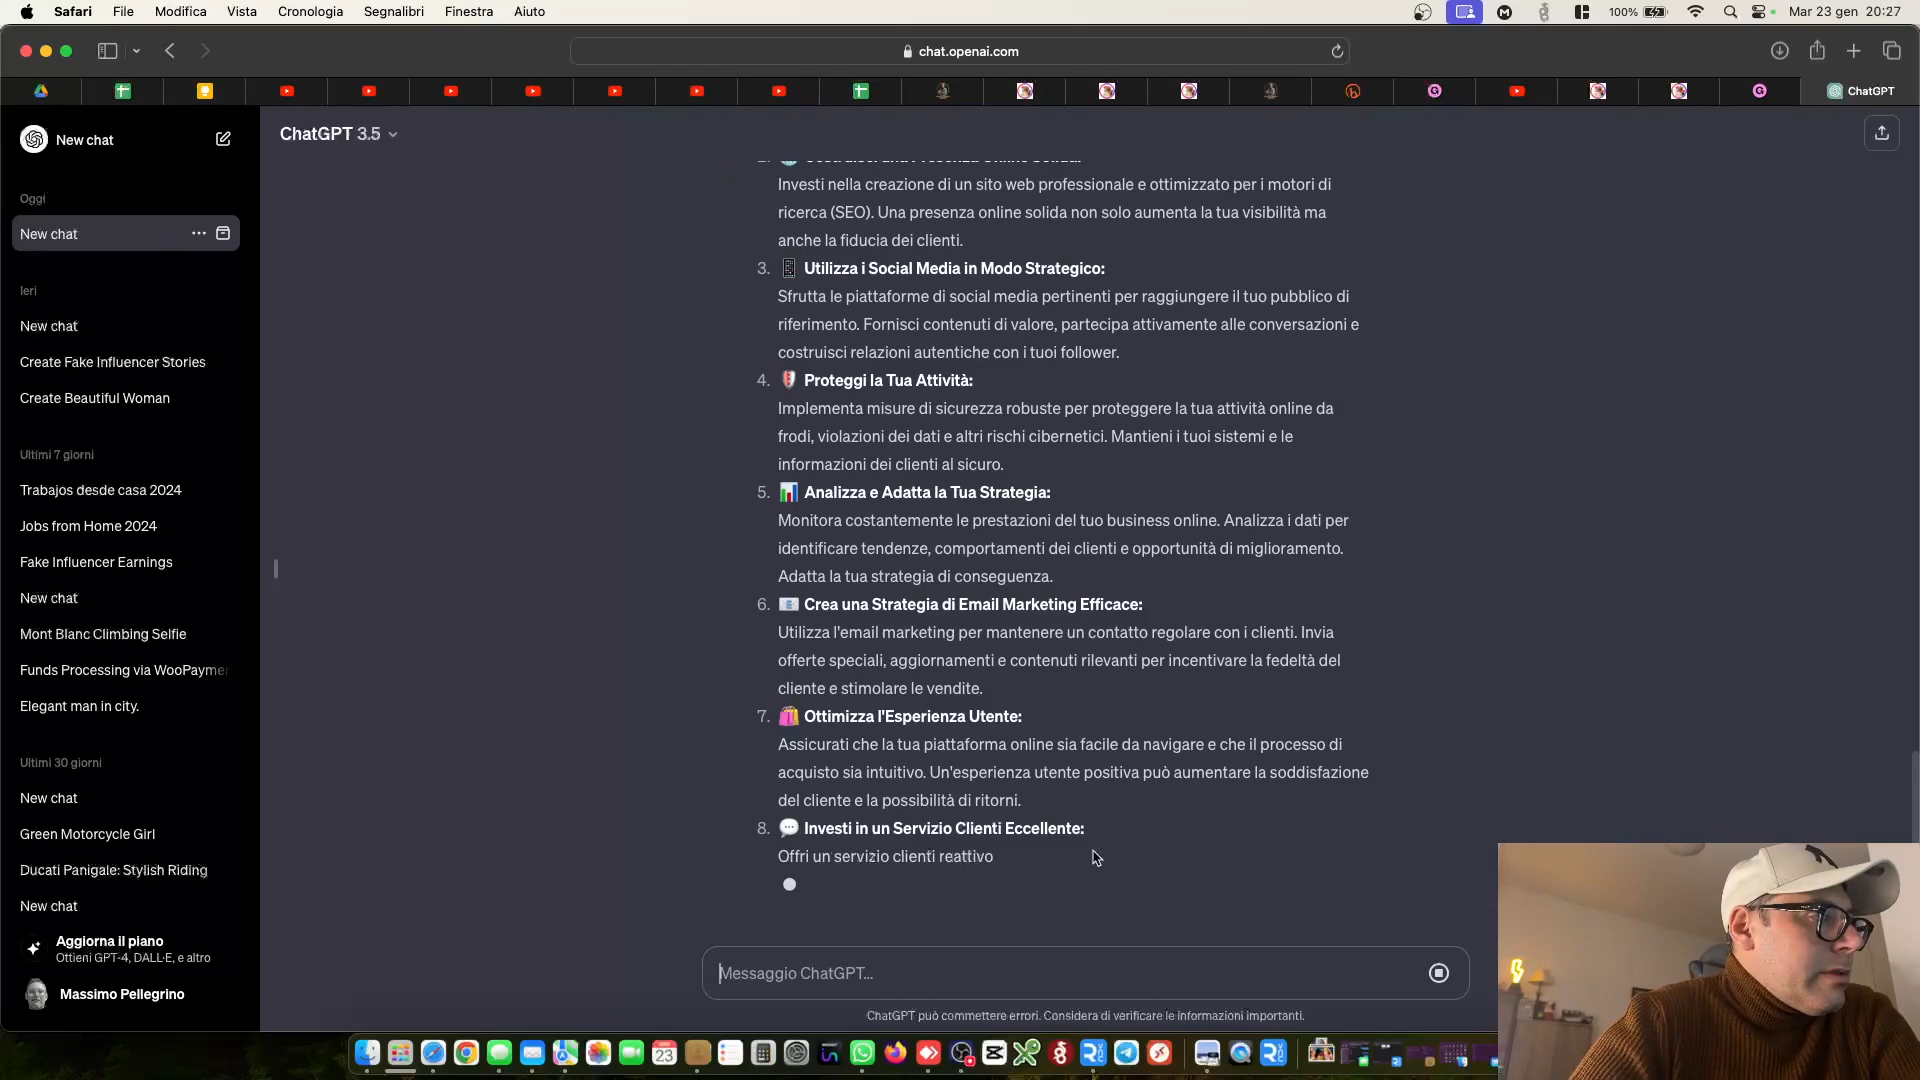 Safari File Modifica Vista Cronologia Segnalibri Finestra Aiuto
100% Mar 23 gen 20:27
chat.openai.com
ChatGPT
New chat
Oggi
New chat
Ieri
New chat
Create Fake Influencer Stories
Create Beautiful Woman
Ultimi 7 giorni
Trabajos desde casa 2024
Jobs from Home 2024
Fake Influencer Earnings
New chat
Mont Blanc Climbing Selfie
Funds Processing via WooPaymen
Elegant man in city.
Ultimi 30 giorni
New chat
Green Motorcycle Girl
Ducati Panigale: Stylish Riding
New chat
Aggiorna il piano
Ottieni GPT-4, DALL·E, e altro
Massimo Pellegrino
ChatGPT 3.5
Investi nella creazione di un sito web professionale e ottimizzato per i motori di
ricerca (SEO). Una presenza online solida non solo aumenta la tua visibilità ma
anche la fiducia dei clienti.
3. 📱 Utilizza i Social Media in Modo Strategico:
Sfrutta le piattaforme di social media pertinenti per raggiungere il tuo pubblico di
riferimento. Fornisci contenuti di valore, partecipa attivamente alle conversazioni e
costruisci relazioni autentiche con i tuoi follower.
4. 🛡️ Proteggi la Tua Attività:
Implementa misure di sicurezza robuste per proteggere la tua attività online da
frodi, violazioni dei dati e altri rischi cibernetici. Mantieni i tuoi sistemi e le
informazioni dei clienti al sicuro.
5. 📊 Analizza e Adatta la Tua Strategia:
Monitora costantemente le prestazioni del tuo business online. Analizza i dati per
identificare tendenze, comportamenti dei clienti e opportunità di miglioramento.
Adatta la tua strategia di conseguenza.
6. 📧 Crea una Strategia di Email Marketing Efficace:
Utilizza l'email marketing per mantenere un contatto regolare con i clienti. Invia
offerte speciali, aggiornamenti e contenuti rilevanti per incentivare la fedeltà del
cliente e stimolare le vendite.
7. 🛍️ Ottimizza l'Esperienza Utente:
Assicurati che la tua piattaforma online sia facile da navigare e che il processo di
acquisto sia intuitivo. Un'esperienza utente positiva può aumentare la soddisfazione
del cliente e la possibilità di ritorni.
8. 💬 Investi in un Servizio Clienti Eccellente:
Offri un servizio clienti reattivo
Messaggio ChatGPT...
ChatGPT può commettere errori. Considera di verificare le informazioni importanti.